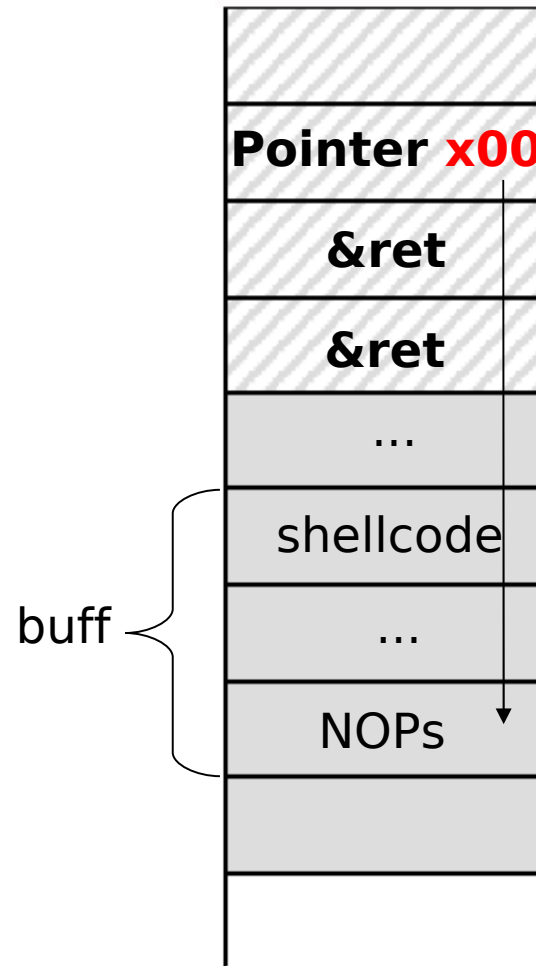 Pointer x00
&ret
&ret
...
shellcode
buff
...
NOPs